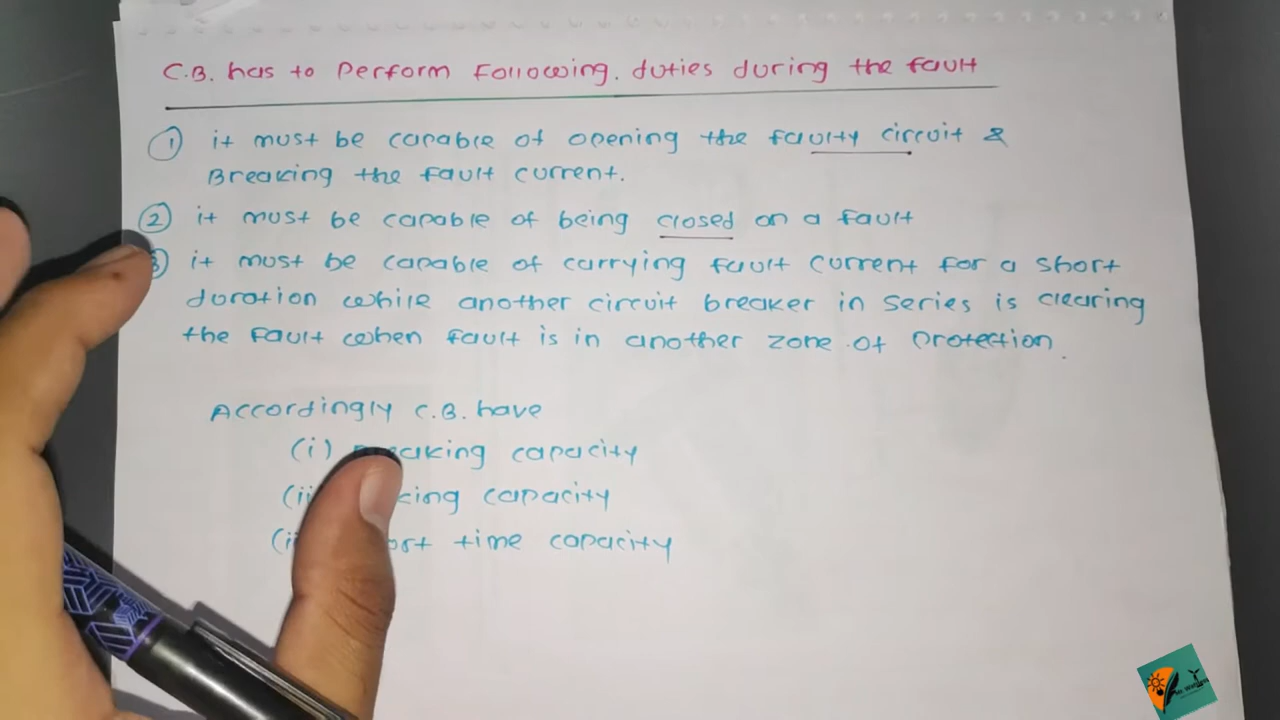 C.B. has to Perform Following. duties during the fault
① it must be capable of opening the faulty circuit &
Breaking the fault current.
② it must be capable of being closed on a fault
it must be capable of carrying fault current for a short
duration while another circuit breaker in series is clearing
the fault when fault is in another zone of Protection.
Accordingly C.B. have
(i) capacity
capacity
time capacity